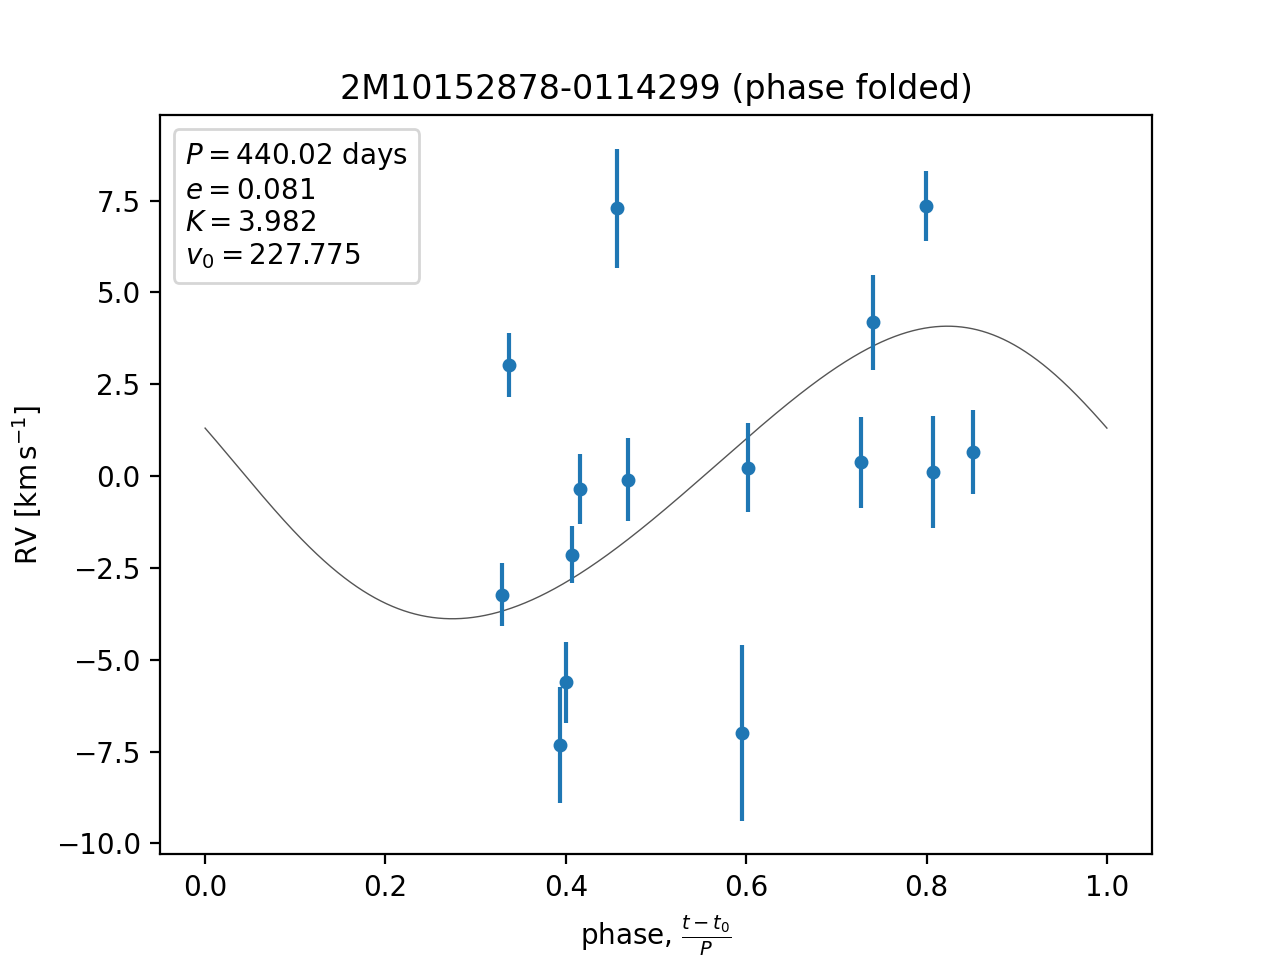 2M10152878-0114299 (phase folded)
P = 440.02 days
e = 0.081
K = 3.982
v₀ = 227.775
7.5
5.0
2.5
0.0
−2.5
−5.0
−7.5
−10.0
RV [km s⁻¹]
0.0 0.2 0.4 0.6 0.8 1.0
phase, (t − t₀)/P